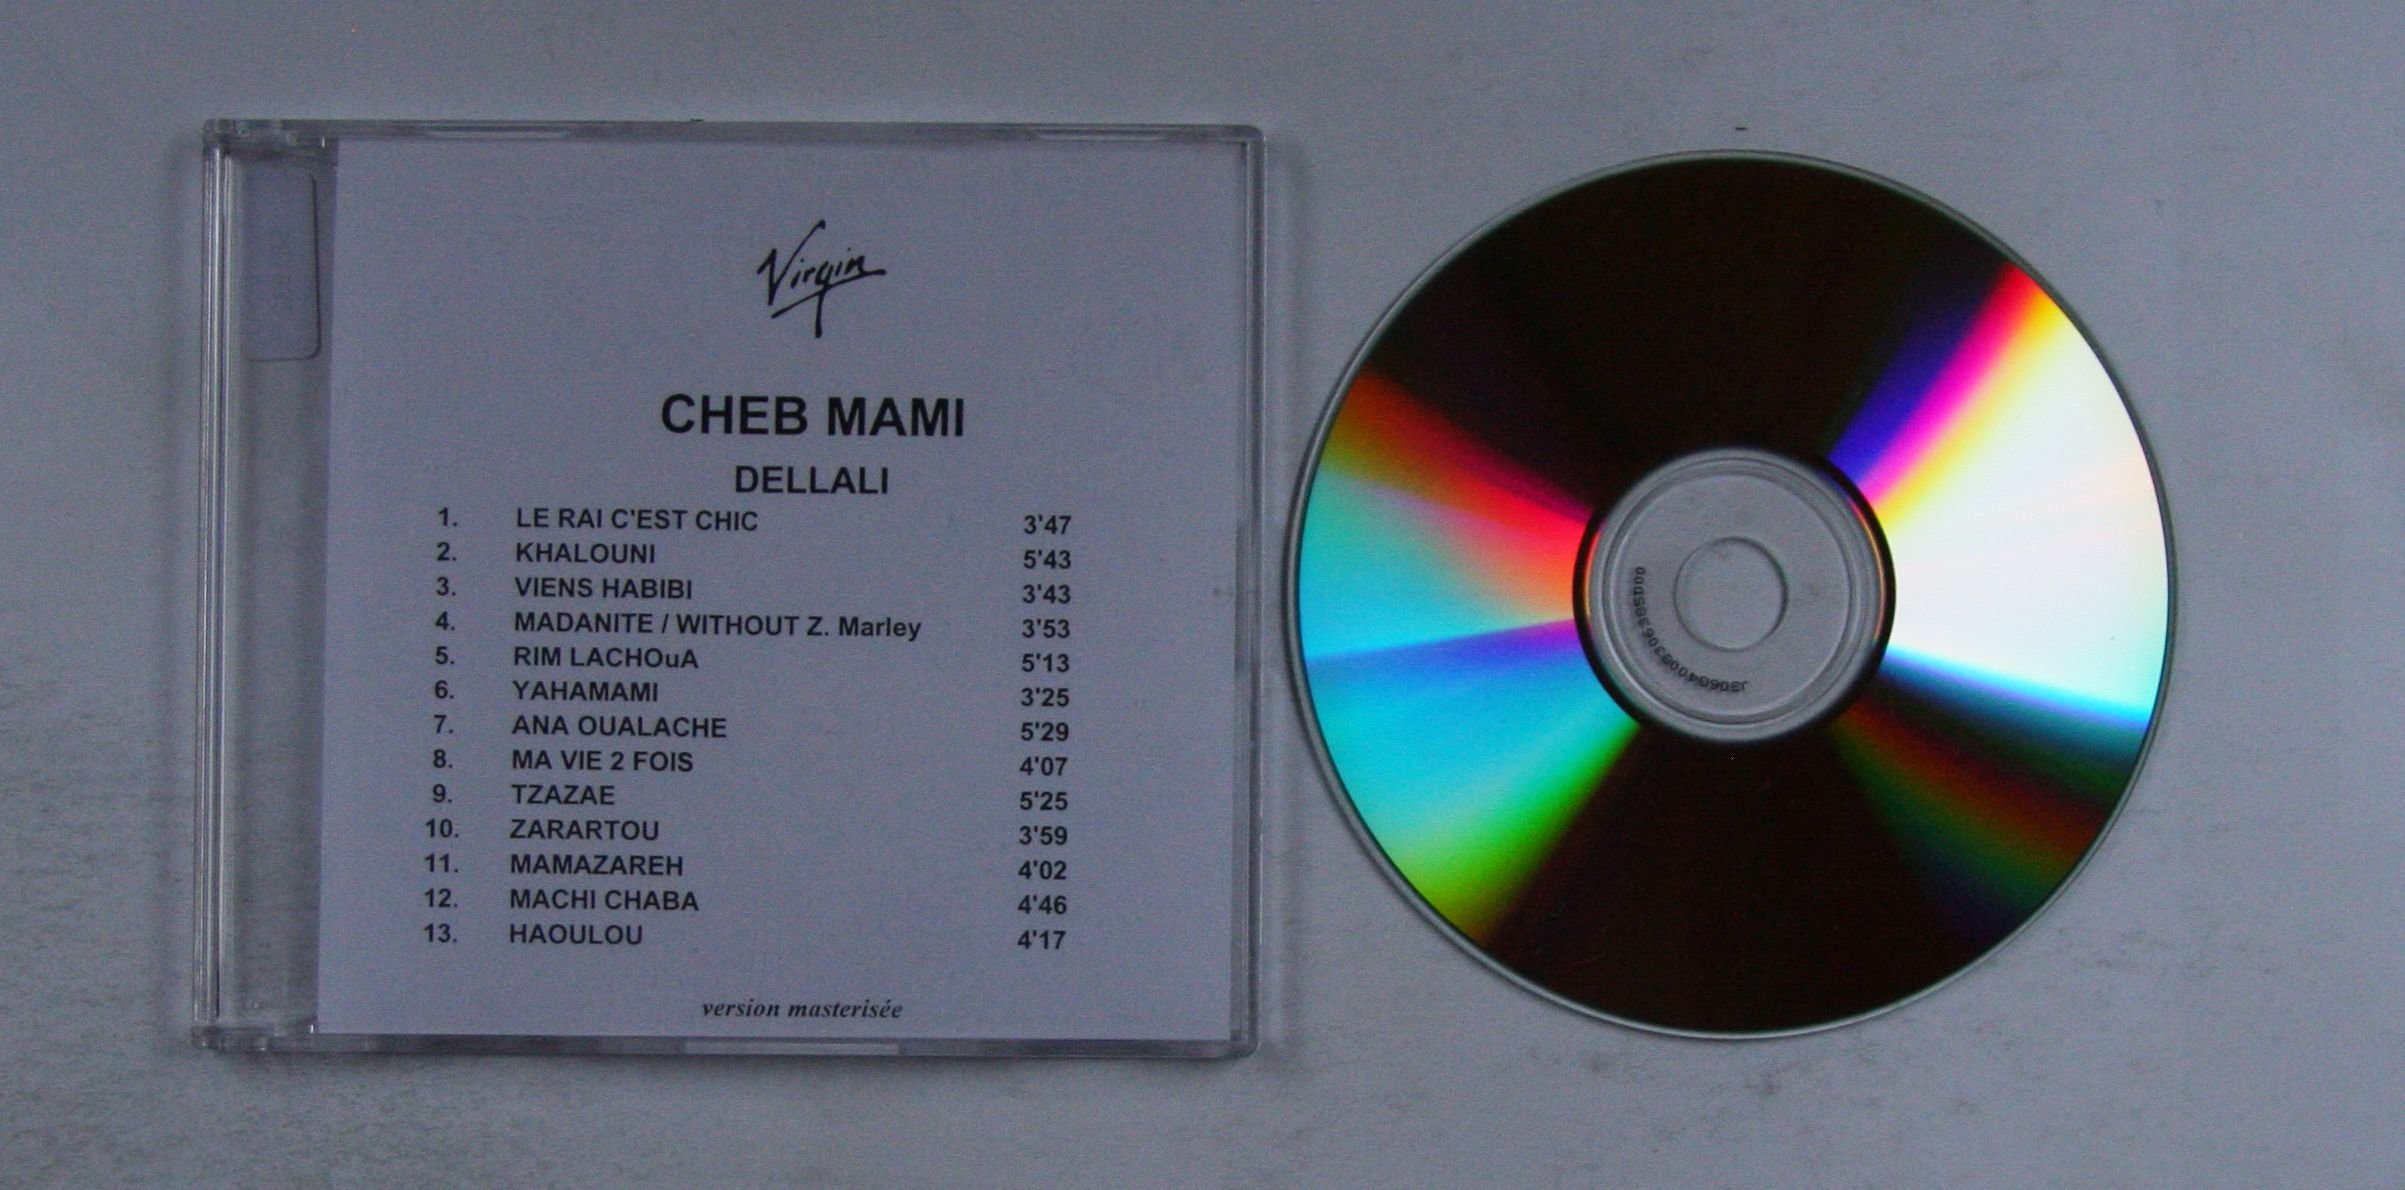 Virgin
CHEB MAMI
DELLALI
1. LE RAI C'EST CHIC 3'47
2. KHALOUNI 5'43
3. VIENS HABIBI 3'43
4. MADANITE / WITHOUT Z. Marley 3'53
5. RIM LACHOuA 5'13
6. YAHAMAMI 3'25
7. ANA OUALACHE 5'29
8. MA VIE 2 FOIS 4'07
9. TZAZAE 5'25
10. ZARARTOU 3'59
11. MAMAZAREH 4'02
12. MACHI CHABA 4'46
13. HAOULOU 4'17
version masterisée